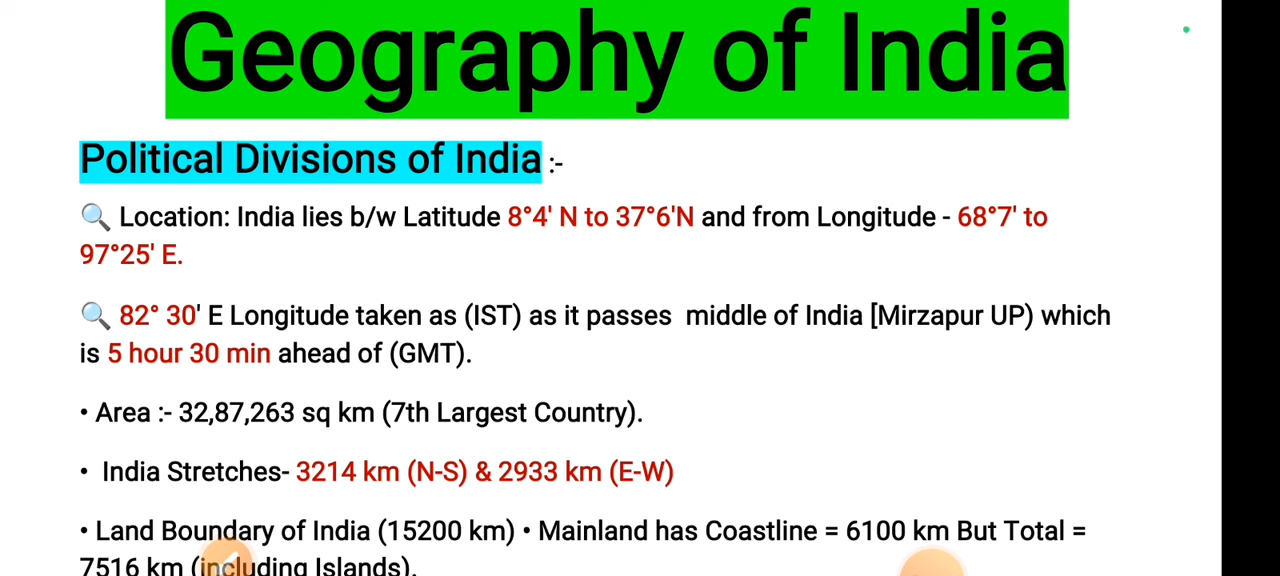 Geography of India
Political Divisions of India :-
🔍 Location: India lies b/w Latitude 8°4' N to 37°6'N and from Longitude - 68°7' to
97°25' E.
🔍 82° 30' E Longitude taken as (IST) as it passes  middle of India [Mirzapur UP) which
is 5 hour 30 min ahead of (GMT).
• Area :- 32,87,263 sq km (7th Largest Country).
•  India Stretches- 3214 km (N-S) & 2933 km (E-W)
• Land Boundary of India (15200 km) • Mainland has Coastline = 6100 km But Total =
7516 km (including Islands).